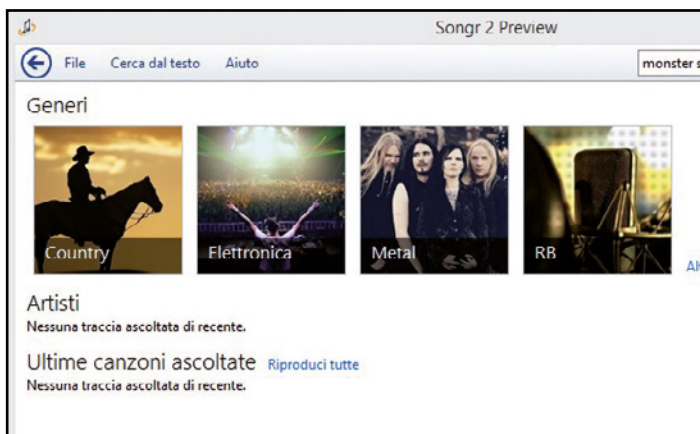 Songr 2 Preview
File Cerca dal testo Aiuto
monster s
Generi
Country Elettronica Metal RB
Artisti
Nessuna traccia ascoltata di recente.
Ultime canzoni ascoltate Riproduci tutte
Nessuna traccia ascoltata di recente.